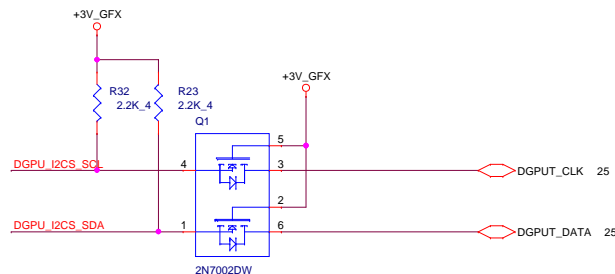 +3V_GFX
+3V_GFX
R32
R23
2.2K_4
2.2K_4
Q1
5
DGPU_I2CS_SCL
4
3
DGPUT_CLK 25
2
DGPU_I2CS_SDA
1
6
DGPUT_DATA 25
2N7002DW